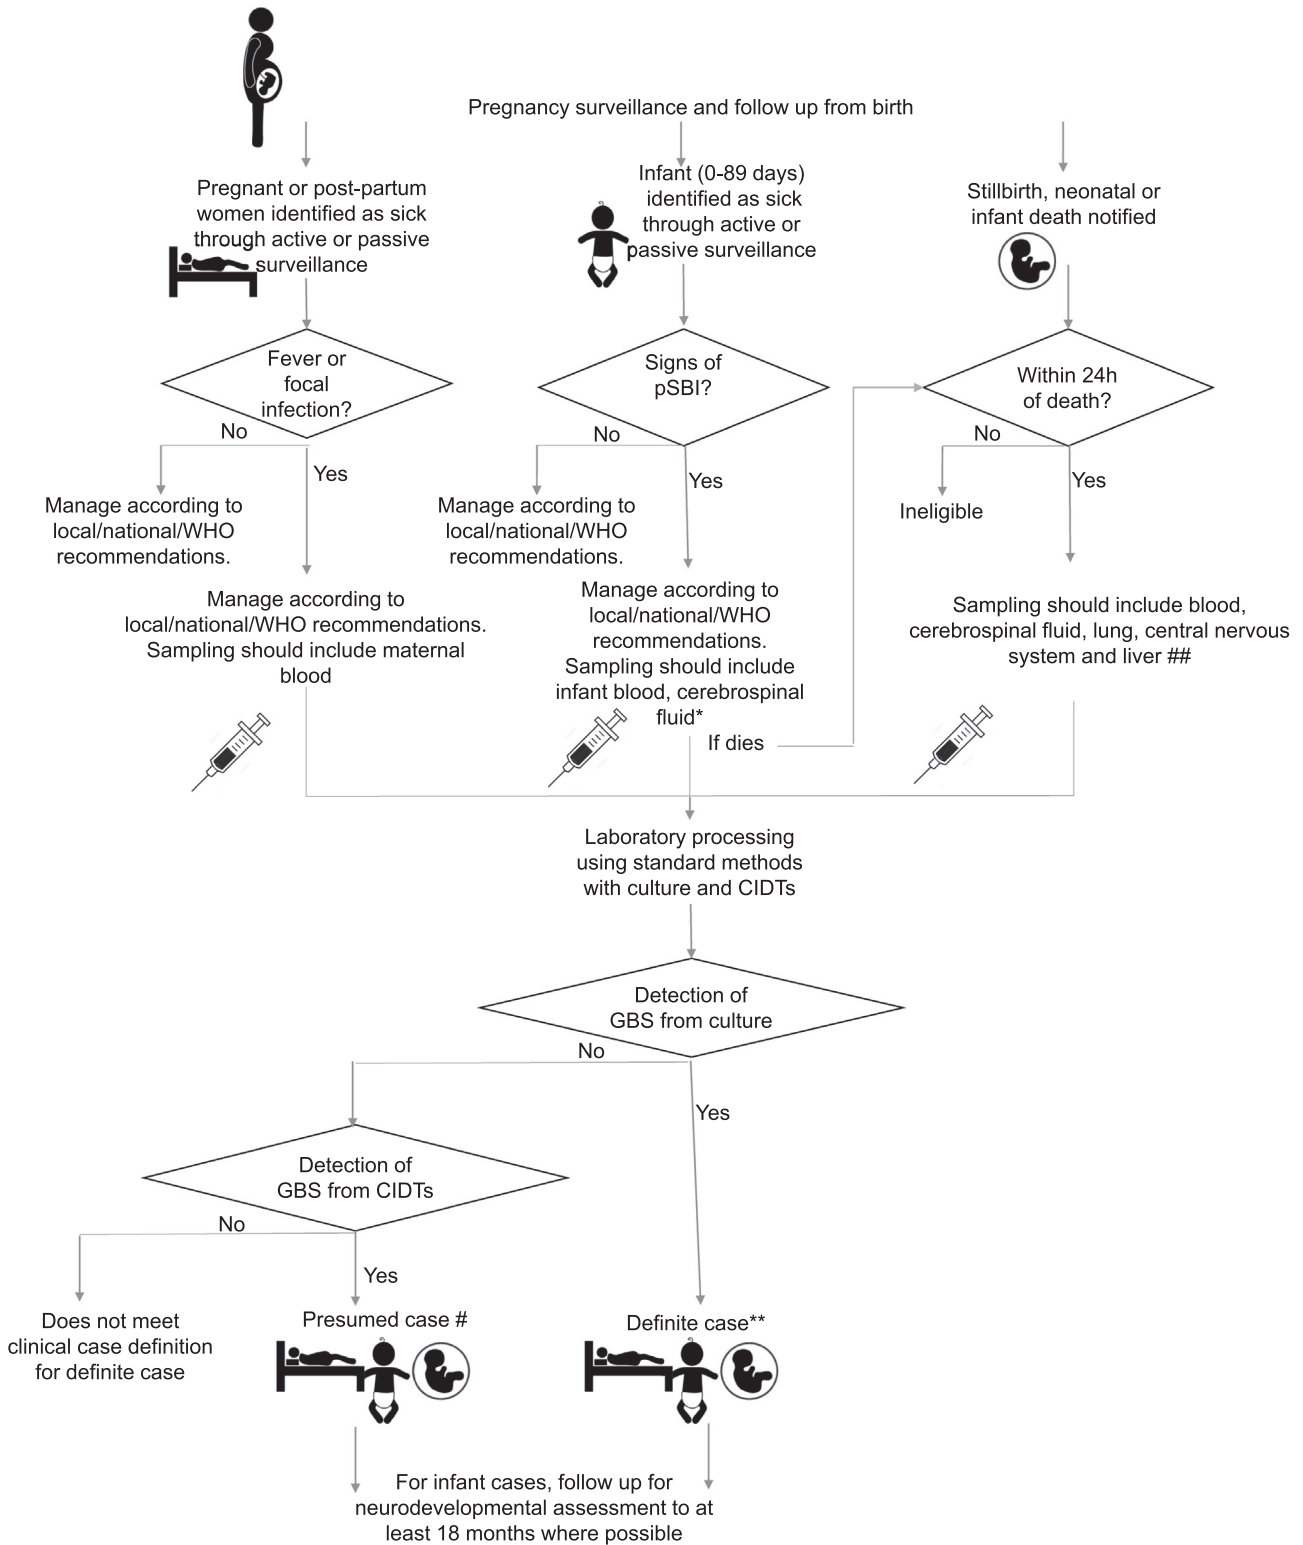 Pregnancy surveillance and follow up from birth
Pregnant or post-partum
women identified as sick
through active or passive
surveillance
Infant (0-89 days)
identified as sick
through active or
passive surveillance
Stillbirth, neonatal or
infant death notified
Fever or
focal
infection?
Signs of
pSBI?
Within 24h
of death?
No
Yes
No
Yes
No
Yes
Manage according to
local/national/WHO
recommendations.
Manage according to
local/national/WHO
recommendations.
Ineligible
Manage according to
local/national/WHO recommendations.
Sampling should include maternal
blood
Manage according to
local/national/WHO
recommendations.
Sampling should include
infant blood, cerebrospinal
fluid*
If dies
Sampling should include blood,
cerebrospinal fluid, lung, central nervous
system and liver ##
Laboratory processing
using standard methods
with culture and CIDTs
Detection of
GBS from culture
No
Yes
Detection of
GBS from CIDTs
No
Yes
Does not meet
clinical case definition
for definite case
Presumed case #
Definite case**
For infant cases, follow up for
neurodevelopmental assessment to at
least 18 months where possible